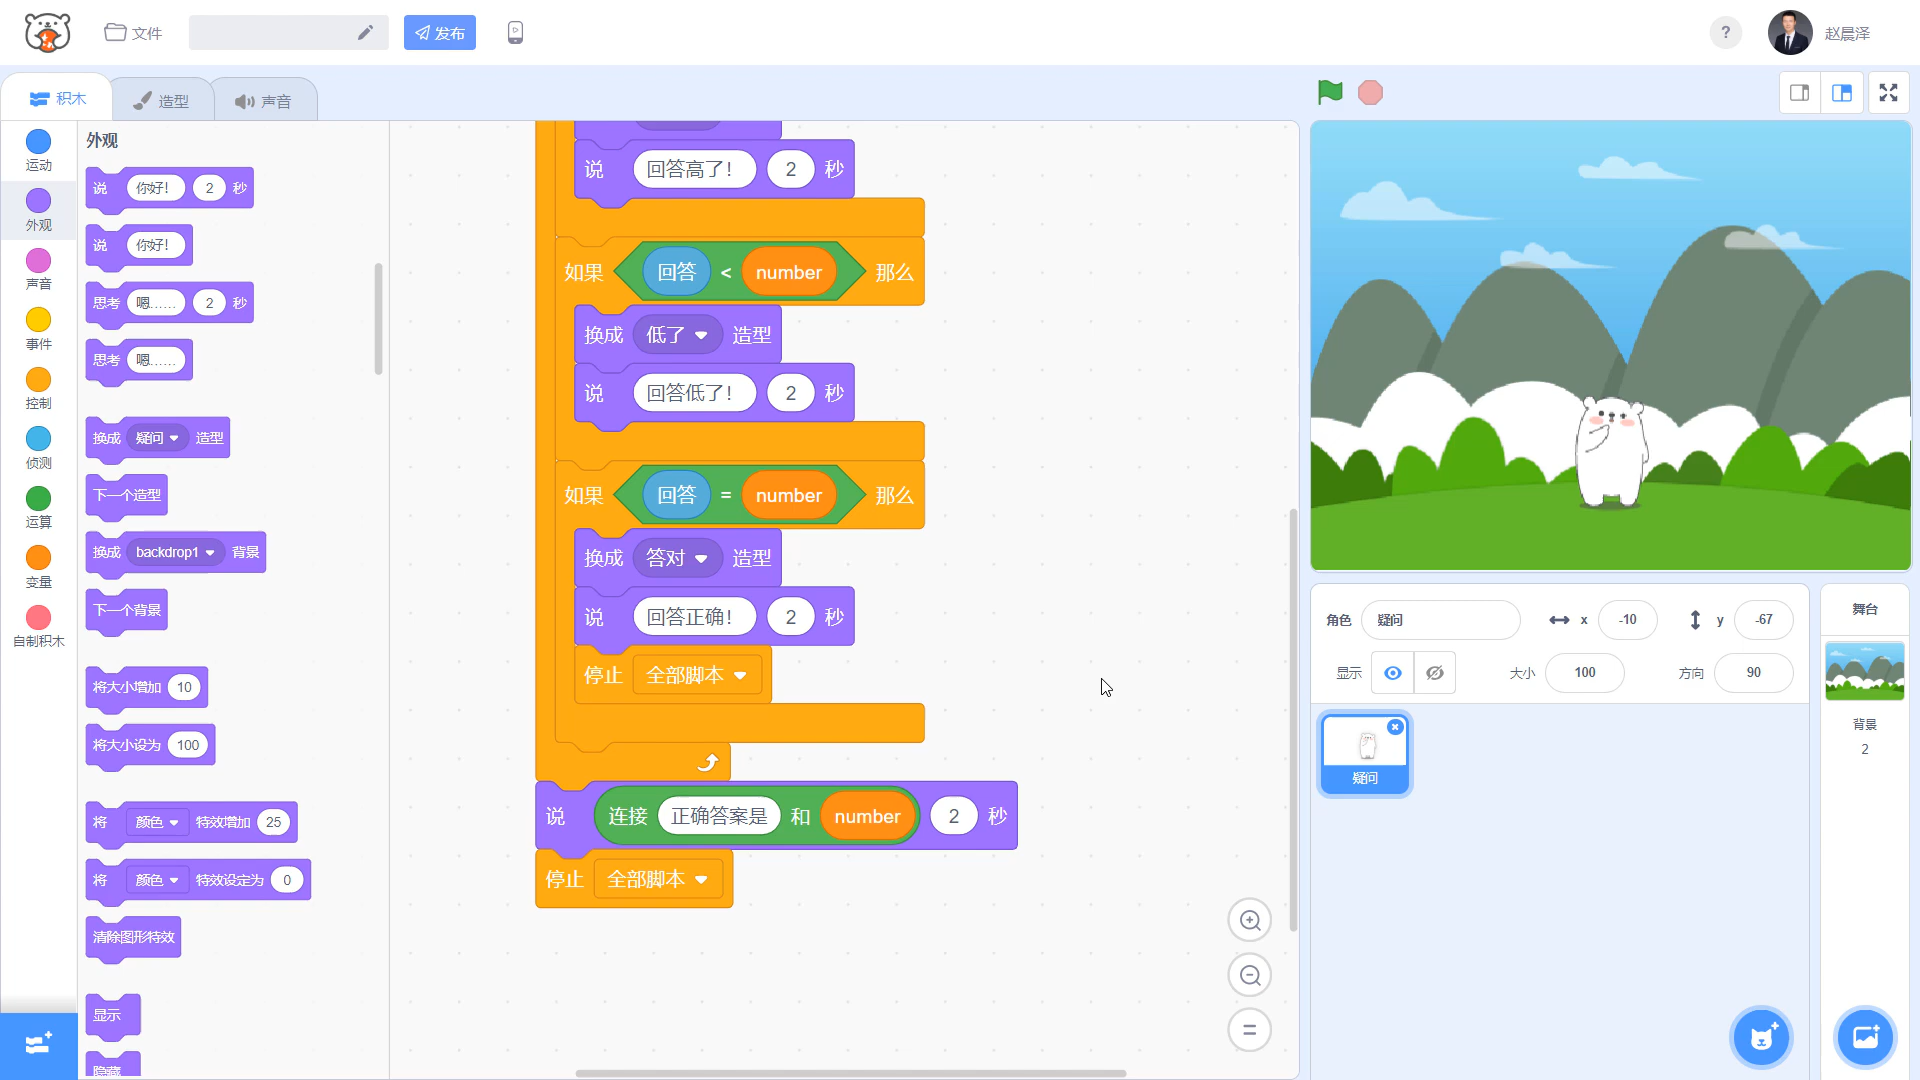 文件
发布
?
赵晨泽
积木
造型
声音
运动
外观
声音
事件
控制
侦测
运算
变量
自制积木
外观
说 你好! 2 秒
说 你好!
思考 嗯…… 2 秒
思考 嗯……
换成 疑问 造型
下一个造型
换成 backdrop1 背景
下一个背景
将大小增加 10
将大小设为 100
将 颜色 特效增加 25
将 颜色 特效设定为 0
清除图形特效
显示
隐藏
说 回答高了! 2 秒
如果 回答 < number 那么
换成 低了 造型
说 回答低了! 2 秒
如果 回答 = number 那么
换成 答对 造型
说 回答正确! 2 秒
停止 全部脚本
说 连接 正确答案是 和 number 2 秒
停止 全部脚本
角色 疑问 x -10 y -67
显示 大小 100 方向 90
疑问
舞台
背景
2